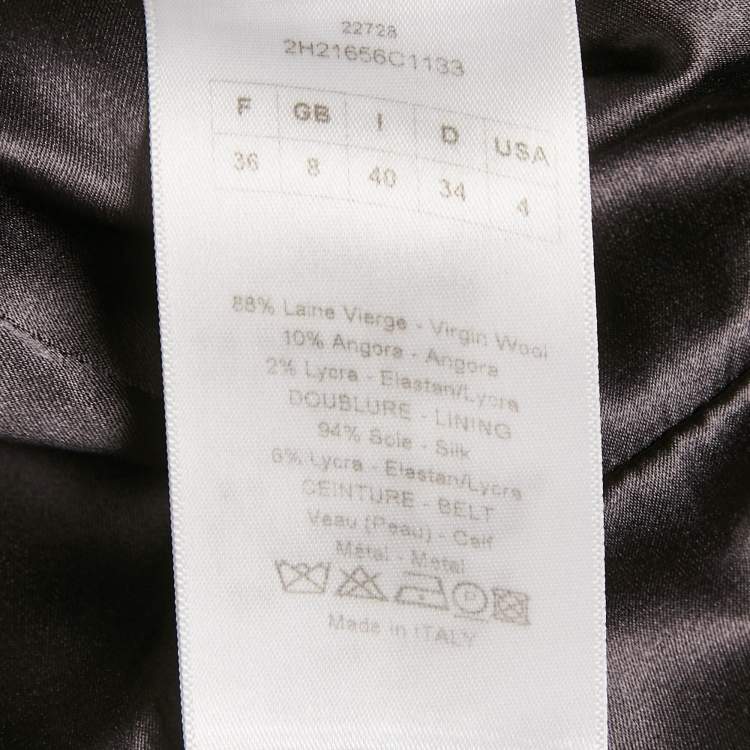 22728
2H21656C1133
F GB I D USA
36 8 40 34 4
88% Laine Vierge - Virgin Wool
10% Angora - Angora
2% Lycra - Elastan/Lycra
DOUBLURE - LINING
94% Soie - Silk
6% Lycra - Elastan/Lycra
CEINTURE - BELT
Veau (Peau) - Calf
Métal - Metal
P
Made in ITALY